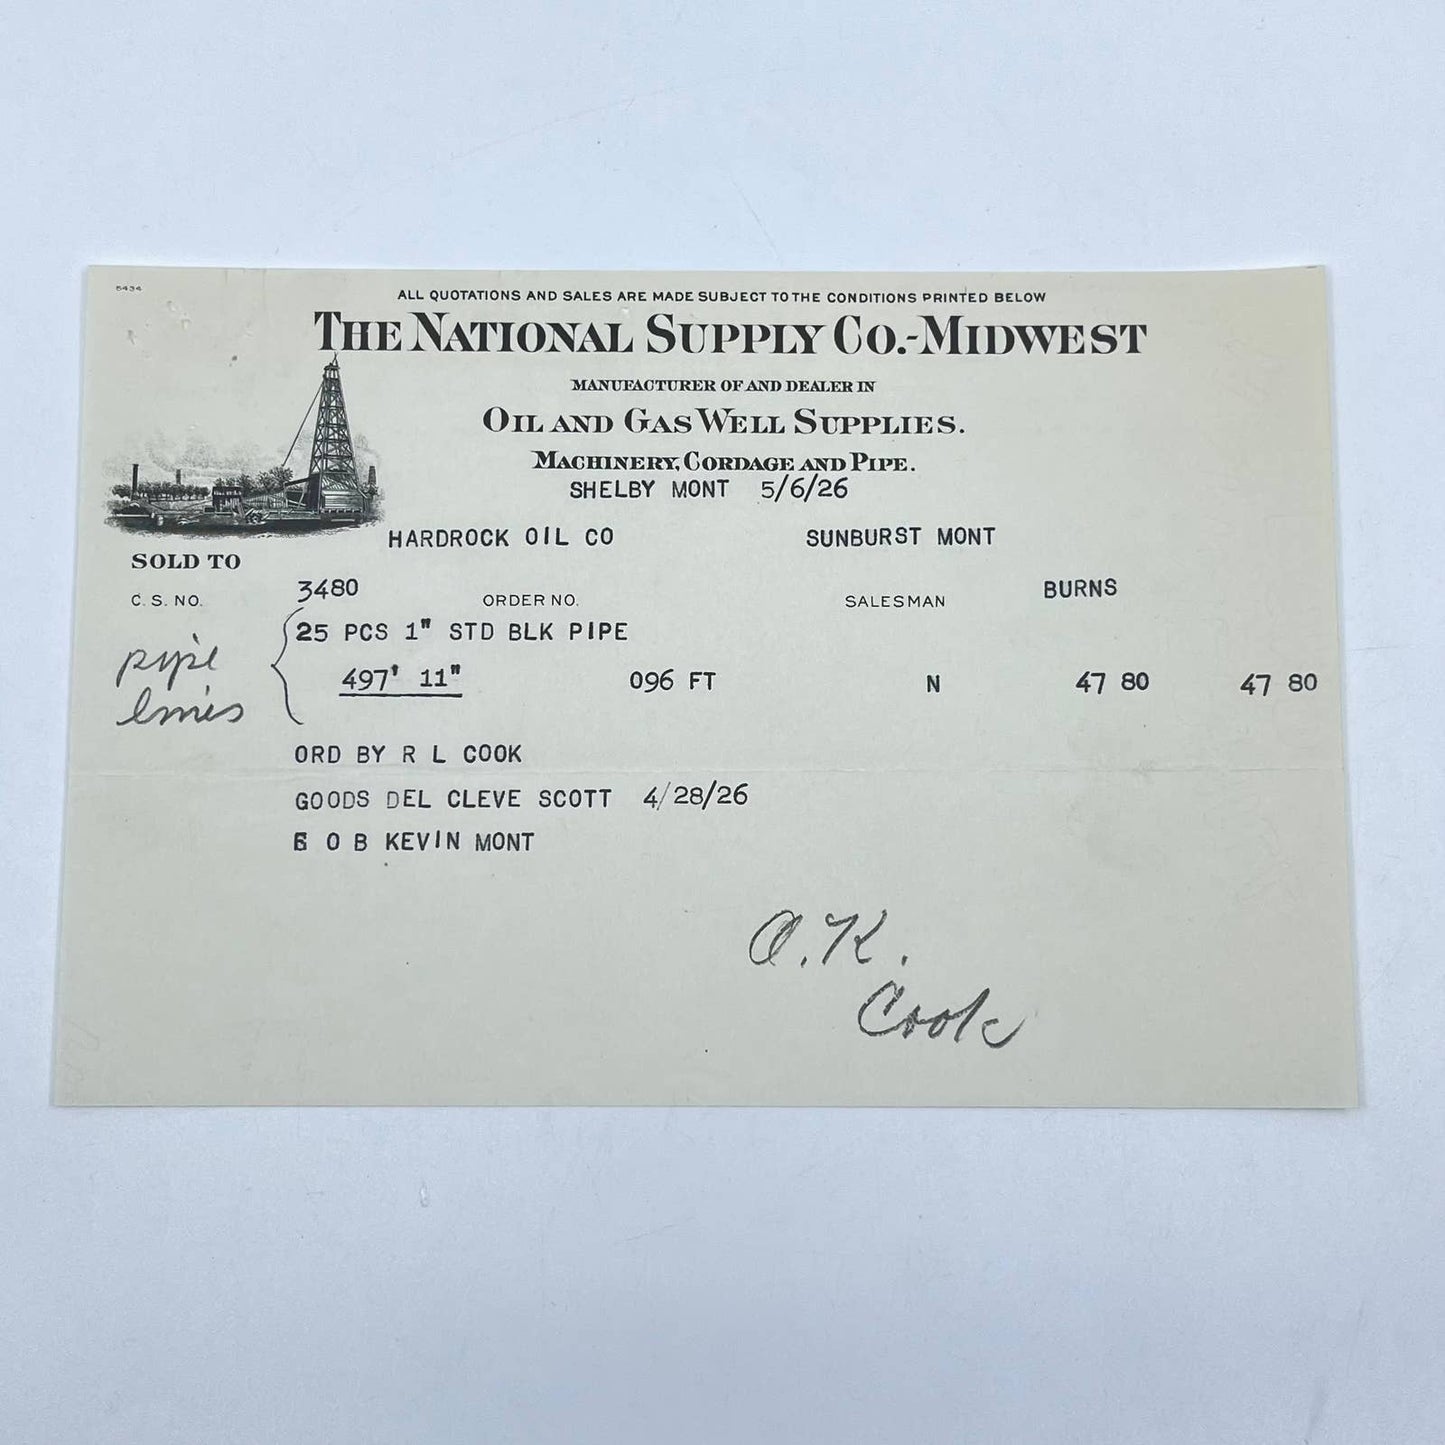 5434
ALL QUOTATIONS AND SALES ARE MADE SUBJECT TO THE CONDITIONS PRINTED BELOW
THE NATIONAL SUPPLY CO.-MIDWEST
MANUFACTURER OF AND DEALER IN
OIL AND GAS WELL SUPPLIES.
MACHINERY, CORDAGE AND PIPE.
SHELBY MONT 5/6/26
HARDROCK OIL CO SUNBURST MONT
SOLD TO
C. S. NO. 3480 ORDER NO. SALESMAN BURNS
25 PCS 1" STD BLK PIPE
pipe
497' 11" 096 FT N 47 80 47 80
lines
ORD BY R L COOK
GOODS DEL CLEVE SCOTT 4/28/26
O B KEVIN MONT
O.K.
Cook